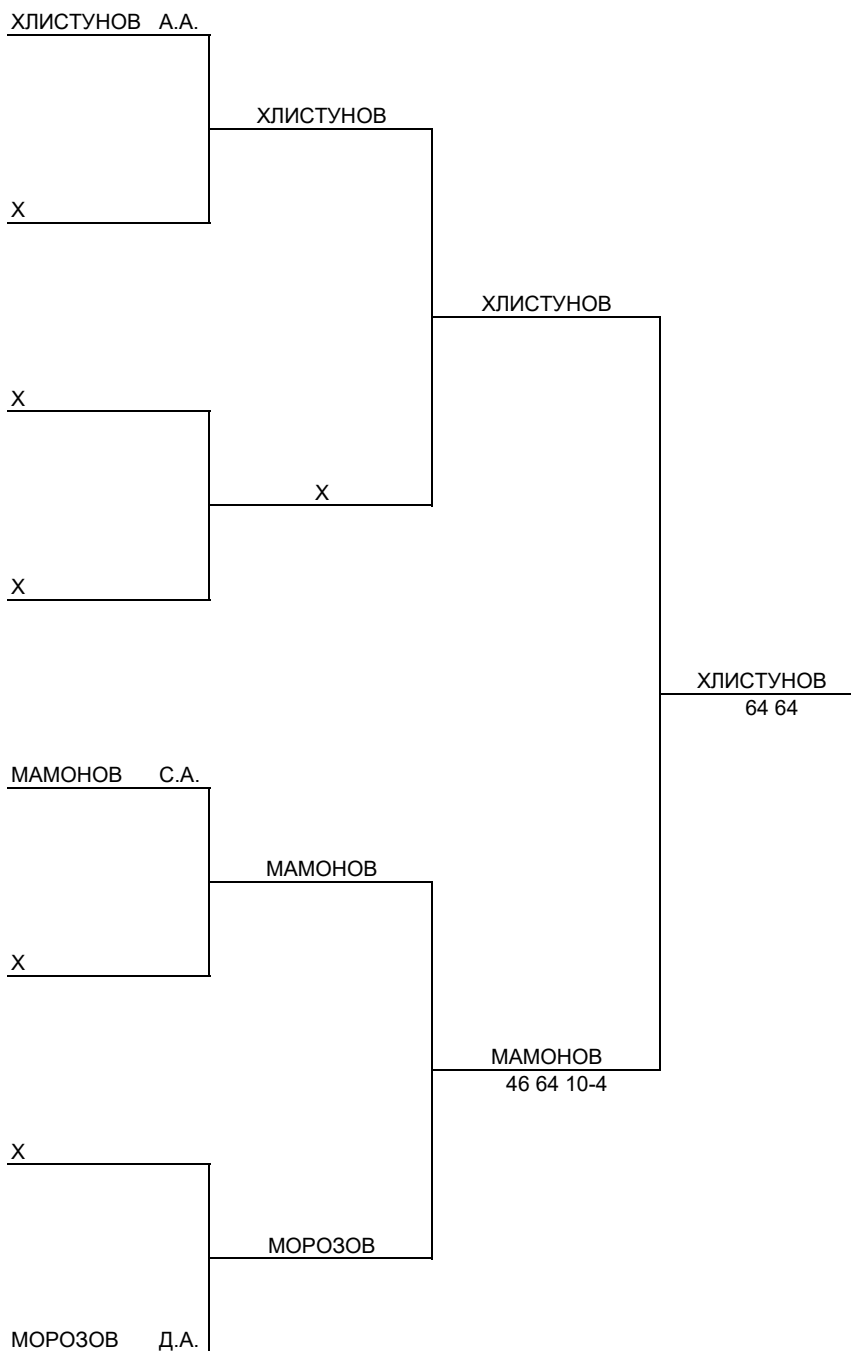 ХЛИСТУНОВ А.А.
ХЛИСТУНОВ
Х
ХЛИСТУНОВ
Х
Х
Х
ХЛИСТУНОВ
64 64
МАМОНОВ С.А.
МАМОНОВ
Х
МАМОНОВ
46 64 10-4
Х
МОРОЗОВ
МОРОЗОВ Д.А.